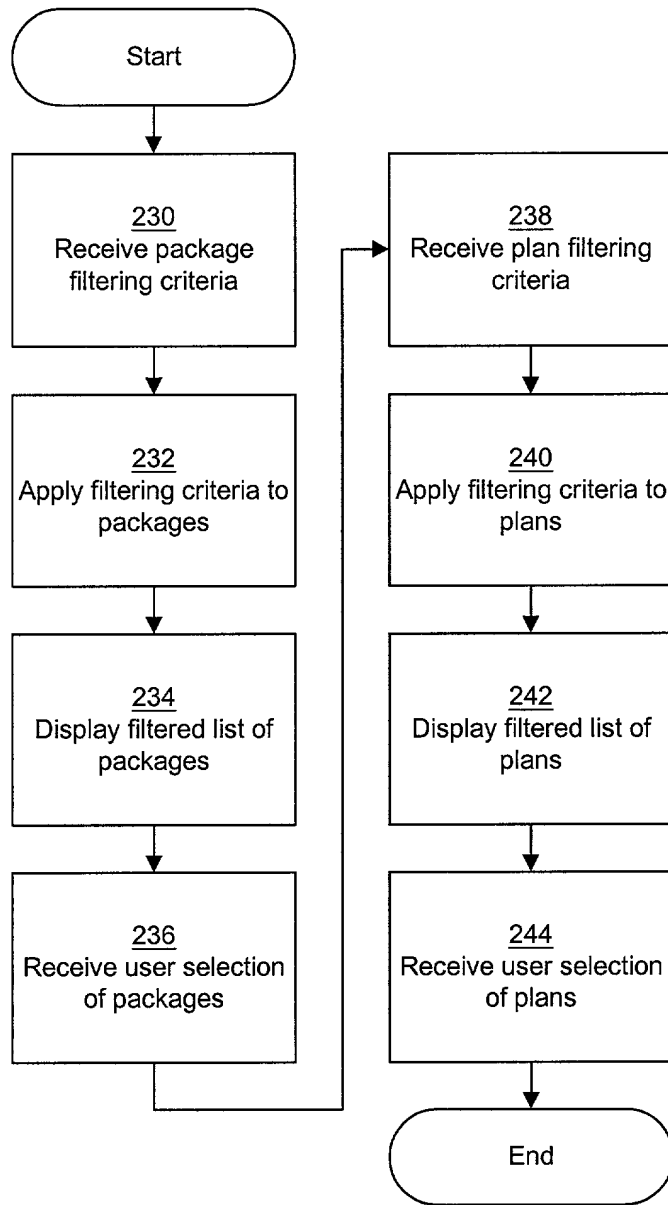 Start
230
Receive package
filtering criteria
232
Apply filtering criteria to
packages
234
Display filtered list of
packages
236
Receive user selection
of packages
238
Receive plan filtering
criteria
240
Apply filtering criteria to
plans
242
Display filtered list of
plans
244
Receive user selection
of plans
End